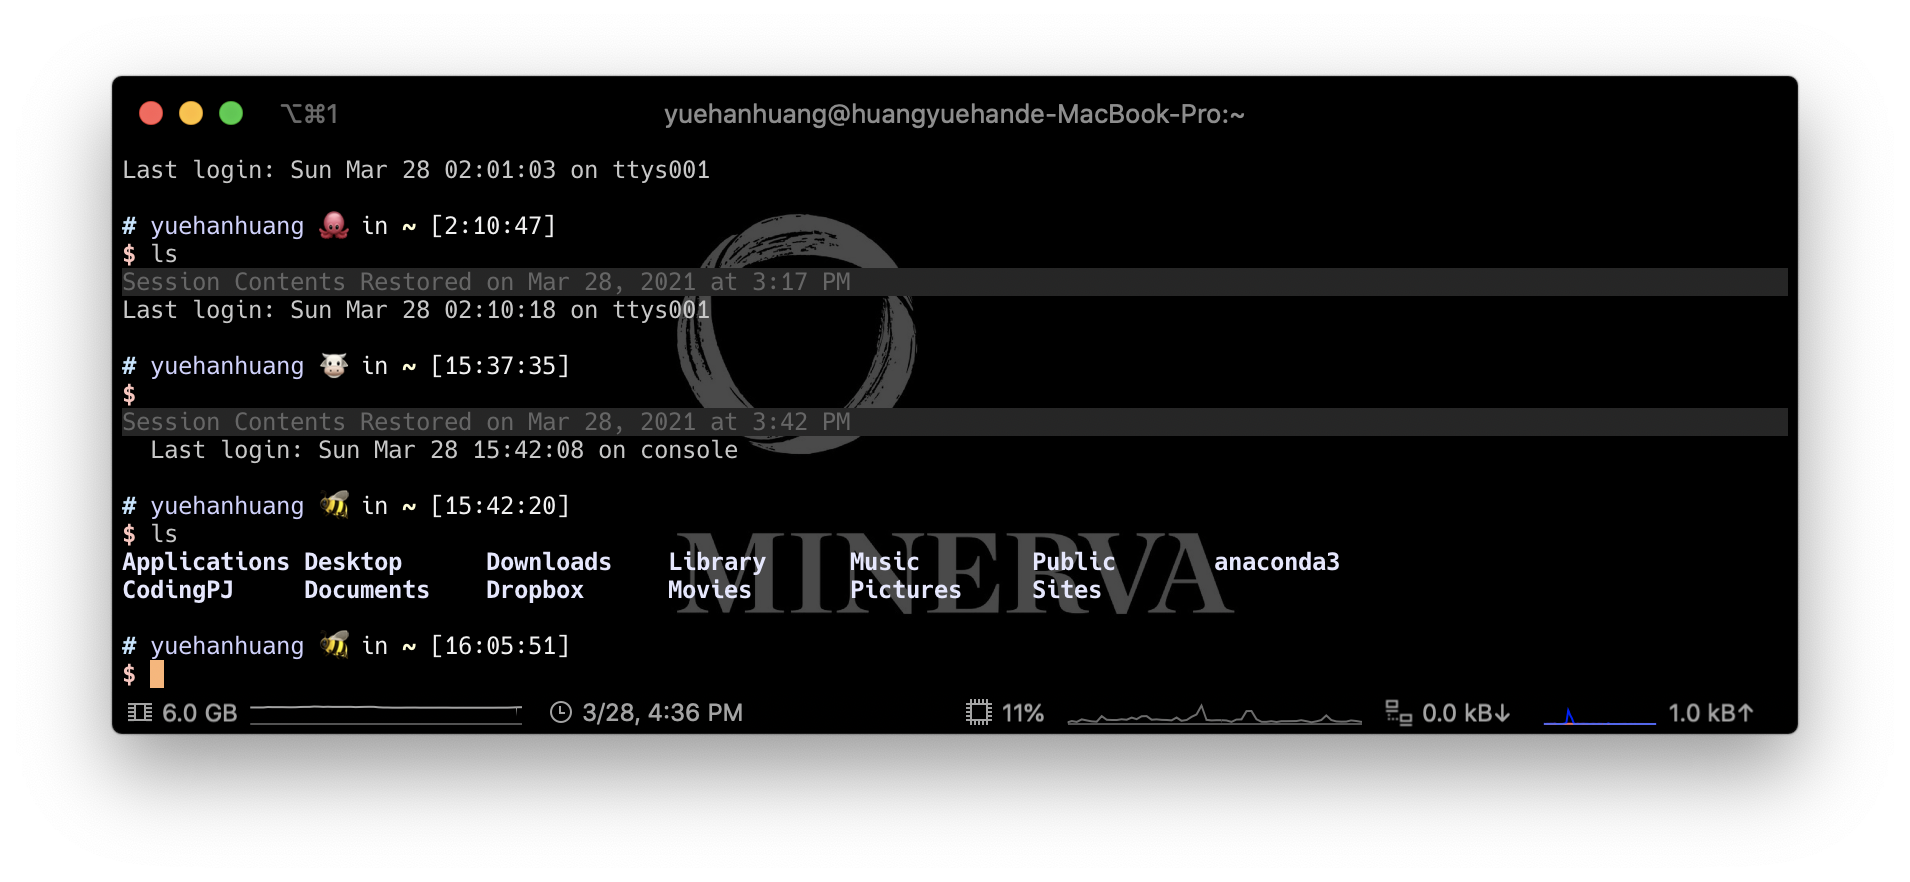 ⌥⌘1 yuehanhuang@huangyuehande-MacBook-Pro:~
Last login: Sun Mar 28 02:01:03 on ttys001
# yuehanhuang 🐙 in ~ [2:10:47]
$ ls
Session Contents Restored on Mar 28, 2021 at 3:17 PM
Last login: Sun Mar 28 02:10:18 on ttys001
# yuehanhuang 🐮 in ~ [15:37:35]
$
Session Contents Restored on Mar 28, 2021 at 3:42 PM
Last login: Sun Mar 28 15:42:08 on console
# yuehanhuang 🐝 in ~ [15:42:20]
$ ls
MINERVA
Applications Desktop Downloads Library Music Public anaconda3
CodingPJ Documents Dropbox Movies Pictures Sites
# yuehanhuang 🐝 in ~ [16:05:51]
$
6.0 GB 3/28, 4:36 PM 11% 0.0 kB↓ 1.0 kB↑